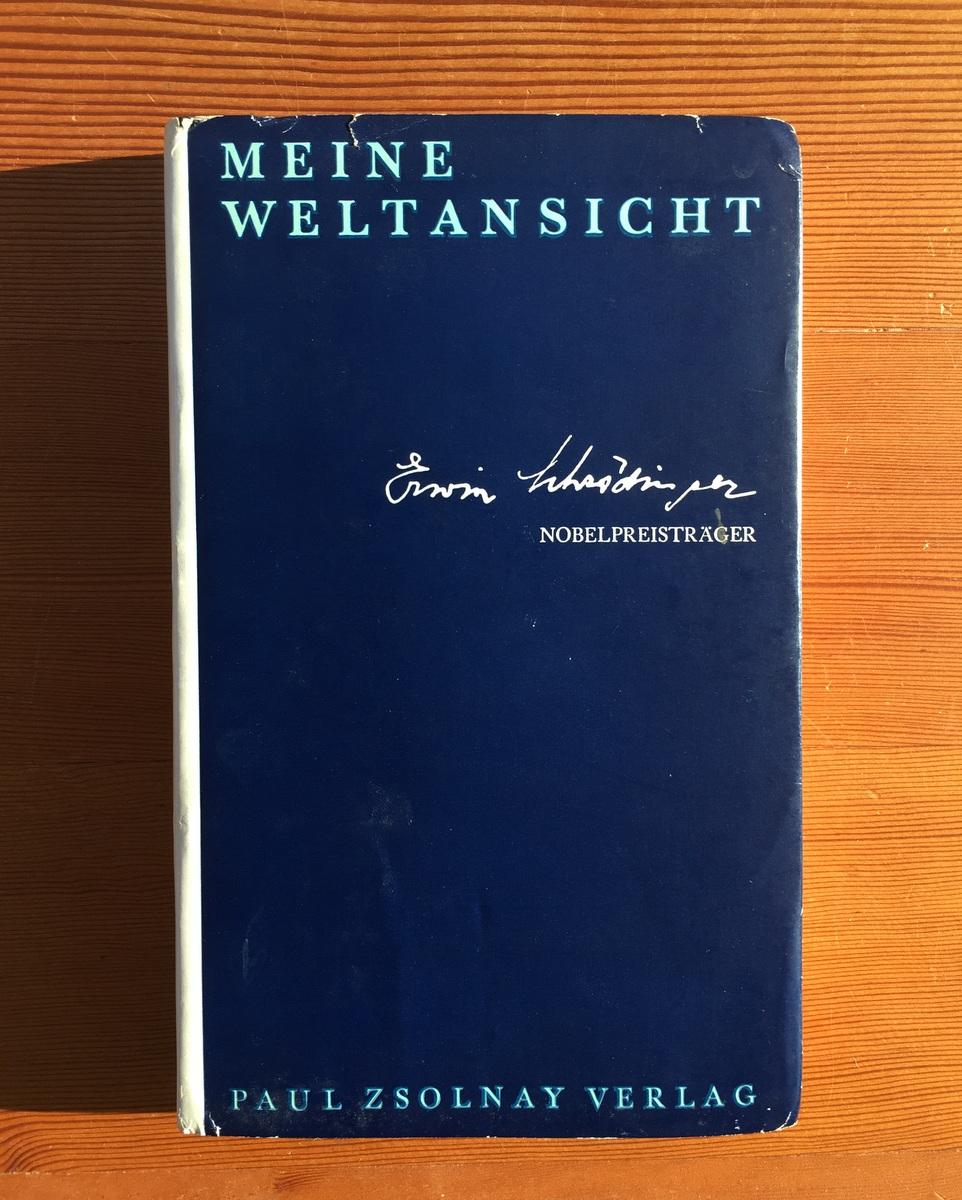 MEINE
WELTANSICHT
Erwin Schrödinger
NOBELPREISTRÄGER
PAUL ZSOLNAY VERLAG